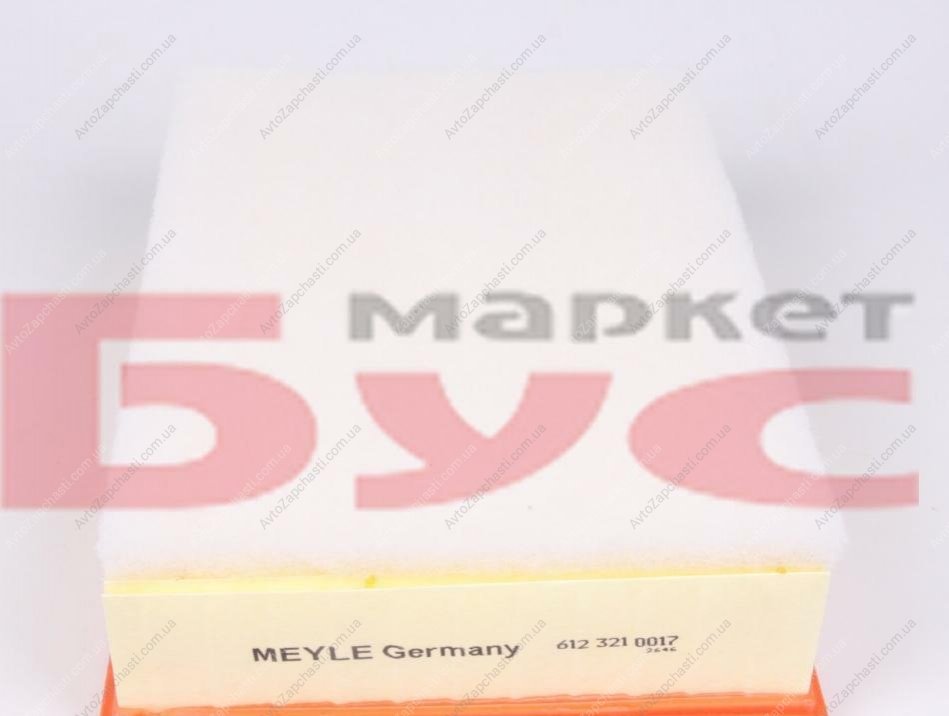 маркет
БУС
MEYLE Germany 612 321 0017
2646
AvtoZapchasti.com.ua